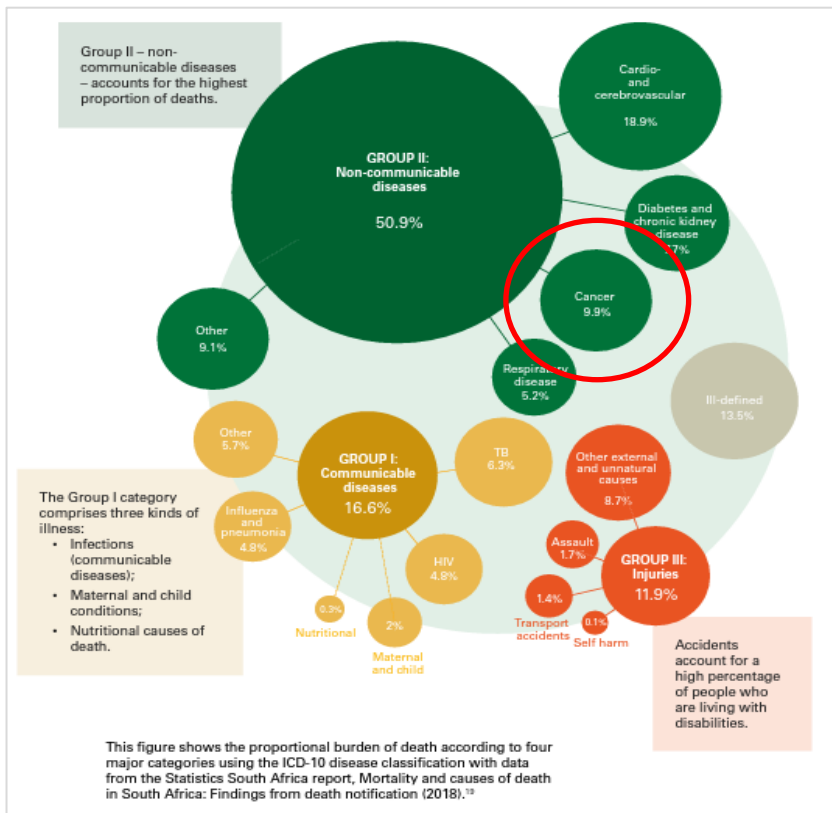 Group II – non-
communicable diseases
– accounts for the highest
proportion of deaths.
Cardio-
and
cerebrovascular
18.9%
GROUP II:
Non-communicable
diseases
50.9%
Diabetes and
chronic kidney
disease
Cancer
9.9%
Other
9.1%
Respiratory
disease
5.2%
Ill-defined
13.5%
Other
5.7%
GROUP I:
Communicable
diseases
16.6%
TB
6.3%
Other external
and unnatural
causes
8.7%
The Group I category
comprises three kinds of
illness:
• Infections
(communicable
diseases);
• Maternal and child
conditions;
• Nutritional causes of
death.
Influenza and
pneumonia
4.8%
HIV
4.8%
Assault
1.7%
GROUP III:
Injuries
11.9%
0.3%
Nutritional
2%
Maternal
and child
1.4%
Transport
accidents
0.1%
Self harm
Accidents
account for a
high percentage
of people who
are living with
disabilities.
This figure shows the proportional burden of death according to four
major categories using the ICD-10 disease classification with data
from the Statistics South Africa report, Mortality and causes of death
in South Africa: Findings from death notification (2018).¹⁹